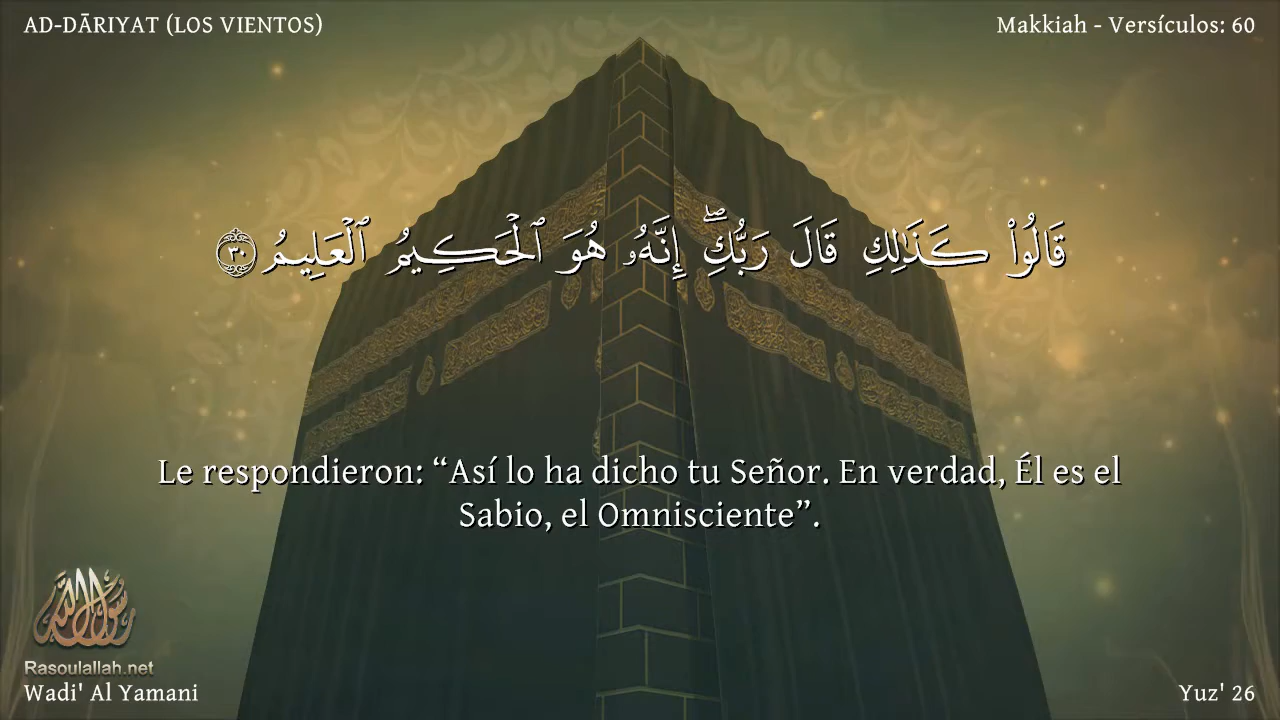 AD-DĀRIYAT (LOS VIENTOS)
Makkiah - Versículos: 60
قَالُوا۟ كَذَٰلِكِ قَالَ رَبُّكِ ۖ إِنَّهُۥ هُوَ ٱلْحَكِيمُ ٱلْعَلِيمُ ٣٠
Le respondieron: “Así lo ha dicho tu Señor. En verdad, Él es el
Sabio, el Omnisciente”.
رسول الله
Rasoulallah.net
Wadi' Al Yamani
Yuz' 26